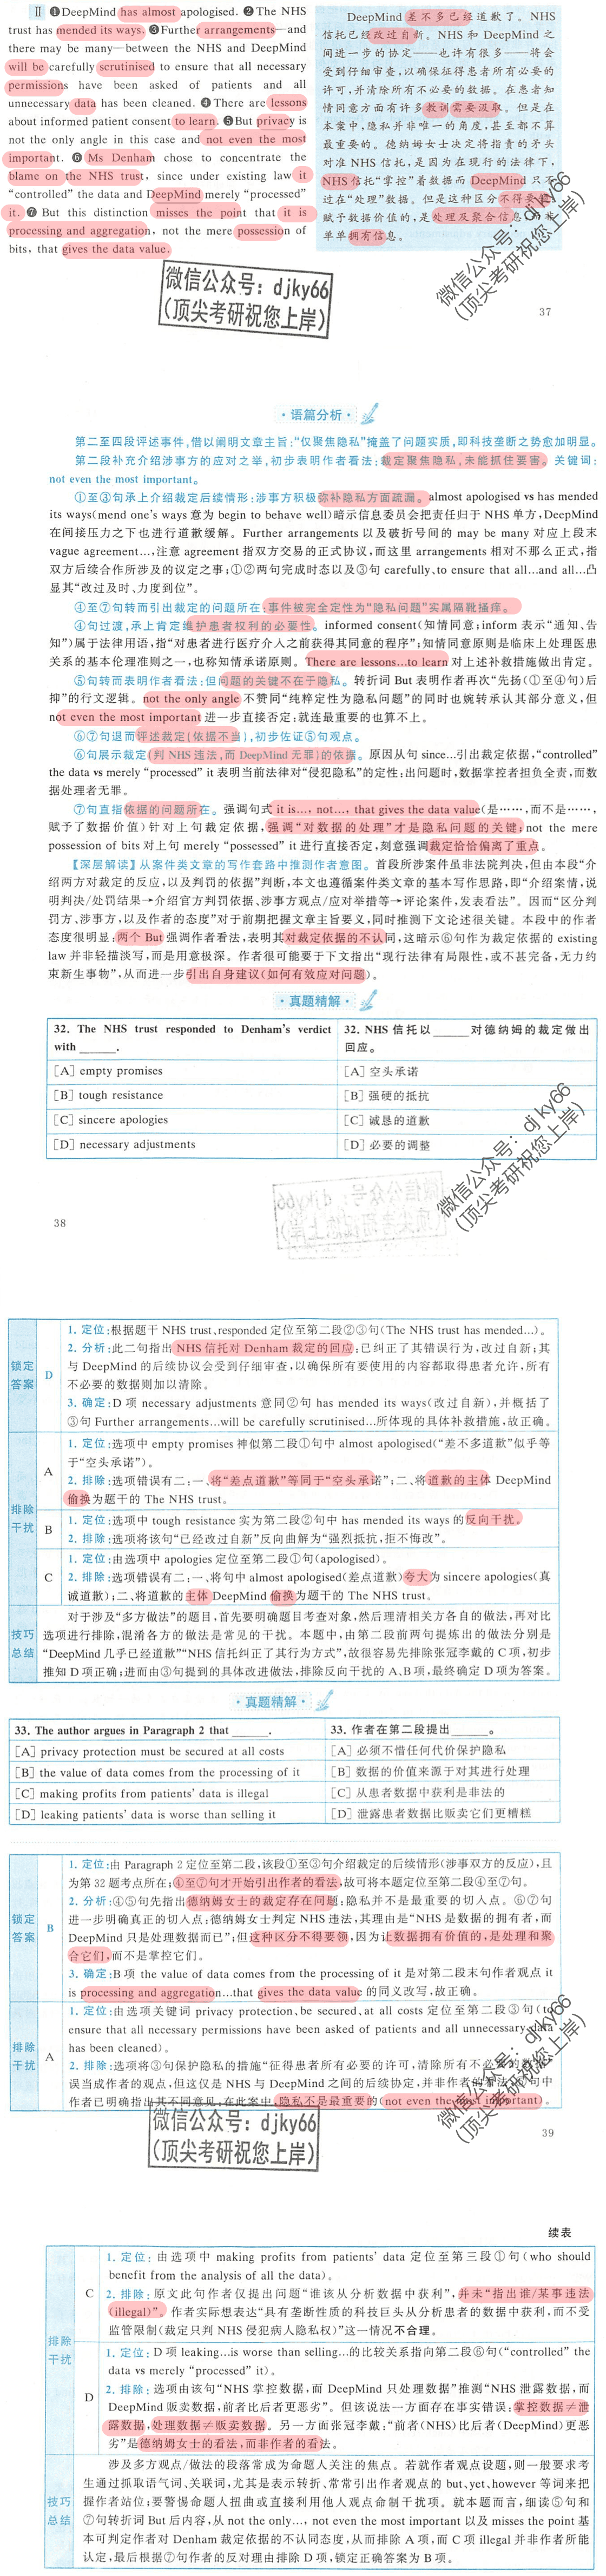 Ⅱ ❶DeepMind has almost apologised. ❷The NHS
trust has mended its ways. ❸Further arrangements—and
there may be many—between the NHS and DeepMind
will be carefully scrutinised to ensure that all necessary
permissions have been asked of patients and all
unnecessary data has been cleaned. ❹There are lessons
about informed patient consent to learn. ❺But privacy is
not the only angle in this case and not even the most
important. ❻Ms Denham chose to concentrate the
blame on the NHS trust, since under existing law it
“controlled” the data and DeepMind merely “processed”
it. ❼But this distinction misses the point that it is
processing and aggregation, not the mere possession of
bits, that gives the data value.
DeepMind 差不多已经道歉了。NHS
信托已经改过自新。NHS 和 DeepMind 之
间进一步的协定——也许有很多——将会
受到仔细审查,以确保征得患者所有必要的
许可,并清除所有不必要的数据。在患者知
情同意方面有许多教训需要汲取。但是在
本案中,隐私并非唯一的角度,甚至都不算
最重要的。德纳姆女士决定将指责的矛头
对准 NHS 信托,是因为在现行的法律下,
NHS 信托“掌控”着数据而 DeepMind 只不
过在“处理”数据。但是这种区分不得要领:
赋予数据价值的,是处理及聚合信息,而非
单单拥有信息。
微信公众号:djky66
(顶尖考研祝您上岸)
微信公众号:djky66
(顶尖考研祝您上岸)
37
·语篇分析·
第二至四段评述事件,借以阐明文章主旨:“仅聚焦隐私”掩盖了问题实质,即科技垄断之势愈加明显。
第二段补充介绍涉事方的应对之举,初步表明作者看法:裁定聚焦隐私,未能抓住要害。关键词:
not even the most important。
①至③句承上介绍裁定后续情形:涉事方积极弥补隐私方面疏漏。almost apologised vs has mended
its ways(mend one's ways 意为 begin to behave well)暗示信息委员会把责任归于 NHS 单方,DeepMind
在间接压力之下也进行道歉缓解。Further arrangements 以及破折号间的 may be many 对应上段末
vague agreement...,注意 agreement 指双方交易的正式协议,而这里 arrangements 相对不那么正式,指
双方后续合作所涉及的议定之事;①②两句完成时态以及③句 carefully、to ensure that all...and all...凸
显其“改过及时、力度到位”。
④至⑦句转而引出裁定的问题所在:事件被完全定性为“隐私问题”实属隔靴搔痒。
④句过渡,承上肯定维护患者权利的必要性。informed consent(知情同意;inform 表示“通知、告
知”)属于法律用语,指“对患者进行医疗介入之前获得其同意的程序”;知情同意原则是临床上处理医患
关系的基本伦理准则之一,也称知情承诺原则。There are lessons...to learn 对上述补救措施做出肯定。
⑤句转而表明作者看法:但问题的关键不在于隐私。转折词 But 表明作者再次“先扬(①至④句)后
抑”的行文逻辑。not the only angle 不赞同“纯粹定性为隐私问题”的同时也婉转承认其部分意义,但
not even the most important 进一步直接否定:就连最重要的也算不上。
⑥⑦句退而评述裁定(依据不当),初步佐证⑤句观点。
⑥句展示裁定(判 NHS 违法,而 DeepMind 无罪)的依据。原因从句 since...引出裁定依据,“controlled”
the data vs merely “processed” it 表明当前法律对“侵犯隐私”的定性:出问题时,数据掌控者担负全责,而数
据处理者无罪。
⑦句直指依据的问题所在。强调句式 it is..., not..., that gives the data value(是……,而不是……,
赋予了数据价值)针对上句裁定依据,强调“对数据的处理”才是隐私问题的关键;not the mere
possession of bits 对上句 merely “possessed” it 进行直接否定,刻意强调裁定恰恰偏离了重点。
【深层解读】从案件类文章的写作套路中推测作者意图。首段所涉案件虽非法院判决,但由本段“介
绍两方对裁定的反应,以及判罚的依据”判断,本文也遵循案件类文章的基本写作思路,即“介绍案情,说
明判决/处罚结果→介绍官方判罚依据、涉事方观点/应对举措等→评论案件,发表看法”。因而“区分判
罚方、涉事方,以及作者的态度”对于前期把握文章主旨要义,同时推测下文论述很关键。本段中的作者
态度很明显:两个 But 强调作者看法,表明其对裁定依据的不认同,这暗示⑥句作为裁定依据的 existing
law 并非轻描淡写,而是用意极深。作者很可能要于下文指出“现行法律有局限性,或不甚完备,无力约
束新生事物”,从而进一步引出自身建议(如何有效应对问题)。
·真题精解·
32. The NHS trust responded to Denham's verdict
with ______.
32. NHS 信托以______对德纳姆的裁定做出
回应。
[A] empty promises
[A] 空头承诺
[B] tough resistance
[B] 强硬的抵抗
[C] sincere apologies
[C] 诚恳的道歉
[D] necessary adjustments
[D] 必要的调整
微信公众号:djky66
(顶尖考研祝您上岸)
38
锁定
答案
D
1. 定位:根据题干 NHS trust、responded 定位至第二段②③句(The NHS trust has mended...)。
2. 分析:此二句指出 NHS 信托对 Denham 裁定的回应:已纠正了其错误行为,改过自新;其
与 DeepMind 的后续协议会受到仔细审查,以确保所有要使用的内容都取得患者允许,所有
不必要的数据则加以清除。
3. 确定:D 项 necessary adjustments 意同②句 has mended its ways(改过自新),并概括了
③句 Further arrangements...will be carefully scrutinised...所体现的具体补救措施,故正确。
排除
干扰
A
1. 定位:选项中 empty promises 神似第二段①句中 almost apologised(“差不多道歉”似乎等
于“空头承诺”)。
2. 排除:选项错误有二:一、将“差点道歉”等同于“空头承诺”;二、将道歉的主体 DeepMind
偷换为题干的 The NHS trust。
B
1. 定位:选项中 tough resistance 实为第二段②句中 has mended its ways 的反向干扰。
2. 排除:选项将该句“已经改过自新”反向曲解为“强烈抵抗,拒不悔改”。
C
1. 定位:由选项中 apologies 定位至第二段①句(apologised)。
2. 排除:选项错误有二:一、将句中 almost apologised(差点道歉)夸大为 sincere apologies(真
诚道歉);二、将道歉的主体 DeepMind 偷换为题干的 The NHS trust。
技巧
总结
对于涉及“多方做法”的题目,首先要明确题目考查对象,然后理清相关方各自的做法,再对比
选项进行排除,混淆各方的做法是常见的干扰。本题中,由第二段前两句提炼出的做法分别是
“DeepMind 几乎已经道歉”“NHS 信托纠正了其行为方式”,故很容易先排除张冠李戴的 C 项,初步
推知 D 项正确;进而由③句提到的具体改进做法,排除反向干扰的 A、B 项,最终确定 D 项为答案。
·真题精解·
33. The author argues in Paragraph 2 that ______.
33. 作者在第二段提出______。
[A] privacy protection must be secured at all costs
[A] 必须不惜任何代价保护隐私
[B] the value of data comes from the processing of it
[B] 数据的价值来源于对其进行处理
[C] making profits from patients' data is illegal
[C] 从患者数据中获利是非法的
[D] leaking patients' data is worse than selling it
[D] 泄露患者数据比贩卖它们更糟糕
锁定
答案
B
1. 定位:由 Paragraph 2 定位至第二段,该段①至③句介绍裁定的后续情形(涉事双方的反应),且
为第 32 题考点所在;④至⑦句才开始引出作者的看法,故可将本题定位至第二段④至⑦句。
2. 分析:④⑤句先指出德纳姆女士的裁定存在问题:隐私并不是最重要的切入点。⑥⑦句
进一步明确真正的切入点:德纳姆女士判定 NHS 违法,其理由是“NHS 是数据的拥有者,而
DeepMind 只是处理数据而已”;但这种区分不得要领,因为让数据拥有价值的,是处理和聚
合它们,而不是掌控它们。
3. 确定:B 项 the value of data comes from the processing of it 是对第二段末句作者观点 it
is processing and aggregation...that gives the data value 的同义改写,故正确。
排除
干扰
A
1. 定位:由选项关键词 privacy protection、be secured、at all costs 定位至第二段③句(to
ensure that all necessary permissions have been asked of patients and all unnecessary data
has been cleaned)。
2. 排除:选项将③句保护隐私的措施“征得患者所有必要的许可,清除所有不必要的数据”
误当成作者的观点,但这仅是 NHS 与 DeepMind 之间的后续协定,并非作者的看法,⑤句中
作者已明确指出其不同意见:在此案中,隐私不是最重要的(not even the most important)。
微信公众号:djky66
(顶尖考研祝您上岸)
微信公众号:djky66
(顶尖考研祝您上岸)
39
续表
排除
干扰
C
1. 定位:由选项中 making profits from patients' data 定位至第三段①句(who should
benefit from the analysis of all the data)。
2. 排除:原文此句作者仅提出问题“谁该从分析数据中获利”,并未“指出谁/某事违法
(illegal)”。作者实际想表达“具有垄断性质的科技巨头从分析患者的数据中获利,而不受
监管限制(裁定只判 NHS 侵犯病人隐私权)”这一情况不合理。
D
1. 定位:D 项 leaking...is worse than selling...的比较关系指向第二段⑥句(“controlled” the
data vs merely “processed” it)。
2. 排除:选项由该句“NHS 掌控数据,而 DeepMind 只处理数据”推测“NHS 泄露数据,而
DeepMind 贩卖数据,前者比后者更恶劣”。但该说法一方面存在事实错误:掌控数据≠泄
露数据,处理数据≠贩卖数据。另一方面张冠李戴:“前者(NHS)比后者(DeepMind)更恶
劣”是德纳姆女士的看法,而非作者的看法。
技巧
总结
涉及多方观点/做法的段落常成为命题人关注的焦点。若就作者观点设题,则一般要求考
生通过抓取语气词、关联词,尤其是表示转折、常常引出作者观点的 but、yet、however 等词来把
握作者站位;要警惕命题人扭曲或直接利用他人观点命制干扰项。就本题而言,细读⑤句和
⑦句转折词 But 后内容,从 not the only..., not even the most important 以及 misses the point 基
本可判定作者对 Denham 裁定依据的不认同态度,从而排除 A 项,而 C 项 illegal 并非作者所能
认定,最后根据⑦句作者的反对理由排除 D 项,锁定正确答案为 B 项。